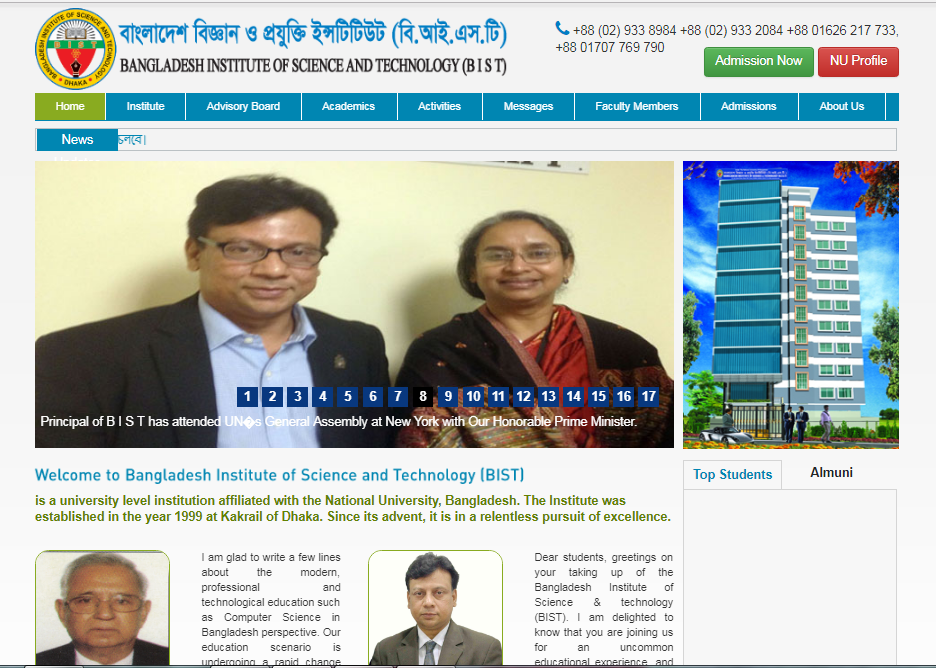 বাংলাদেশ বিজ্ঞান ও প্রযুক্তি ইন্সটিটিউট (বি.আই.এস.টি)
BANGLADESH INSTITUTE OF SCIENCE AND TECHNOLOGY (B I S T)
+88 (02) 933 8984 +88 (02) 933 2084 +88 01626 217 733,
+88 01707 769 790
Admission Now NU Profile
Home Institute Advisory Board Academics Activities Messages Faculty Members Admissions About Us
News চলবে।
1 2 3 4 5 6 7 8 9 10 11 12 13 14 15 16 17
Principal of B I S T has attended UN�s General Assembly at New York with Our Honorable Prime Minister.
Welcome to Bangladesh Institute of Science and Technology (BIST)
is a university level institution affiliated with the National University, Bangladesh. The Institute was
established in the year 1999 at Kakrail of Dhaka. Since its advent, it is in a relentless pursuit of excellence.
Top Students Almuni
I am glad to write a few lines
about the modern,
professional and
technological education such
as Computer Science in
Bangladesh perspective. Our
education scenario is
undergoing a rapid change
Dear students, greetings on
your taking up of the
Bangladesh Institute of
Science & technology
(BIST). I am delighted to
know that you are joining us
for an uncommon
educational experience, and